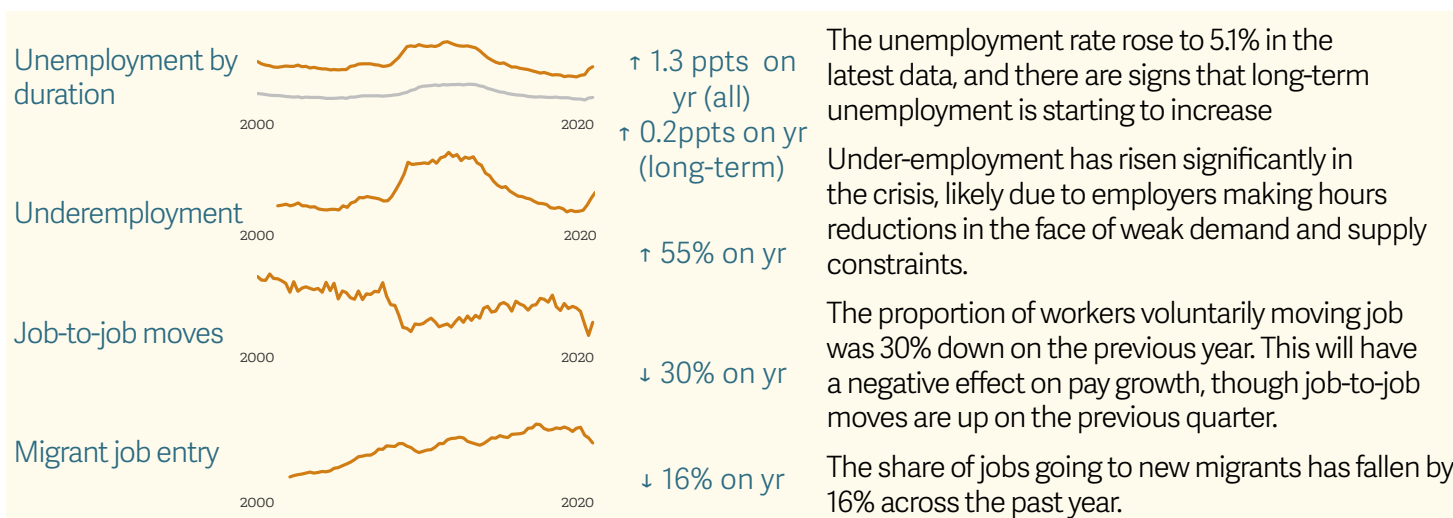 Unemployment by
duration
2000
2020
↑ 1.3 ppts on
yr (all)
↑ 0.2ppts on yr
(long-term)
The unemployment rate rose to 5.1% in the
latest data, and there are signs that long-term
unemployment is starting to increase
Underemployment
2000
2020
↑ 55% on yr
Under-employment has risen significantly in
the crisis, likely due to employers making hours
reductions in the face of weak demand and supply
constraints.
Job-to-job moves
2000
2020
↓ 30% on yr
The proportion of workers voluntarily moving job
was 30% down on the previous year. This will have
a negative effect on pay growth, though job-to-job
moves are up on the previous quarter.
Migrant job entry
2000
2020
↓ 16% on yr
The share of jobs going to new migrants has fallen by
16% across the past year.